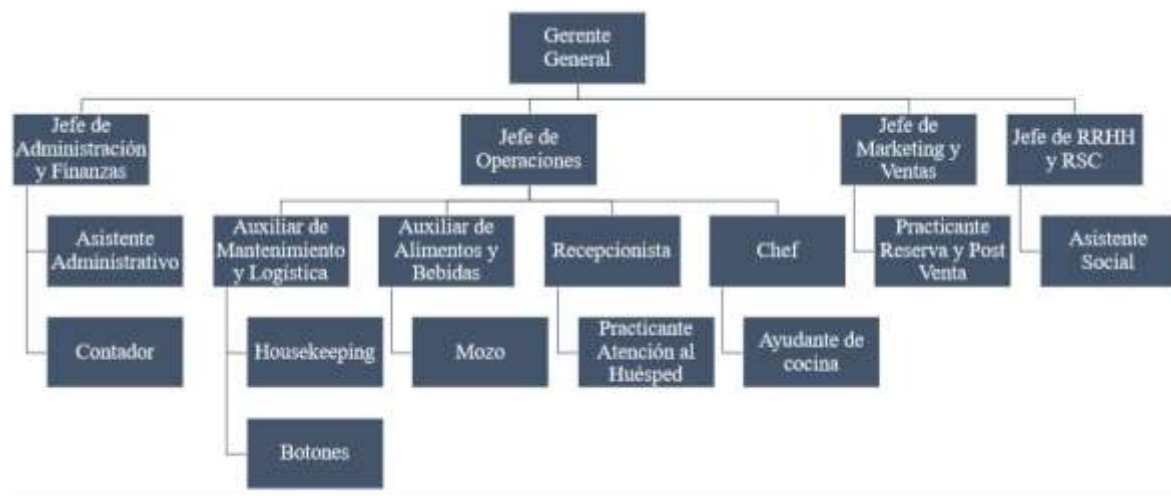 Gerente
General
Jefe de
Administración
y Finanzas
Jefe de
Operaciones
Jefe de
Marketing y
Ventas
Jefe de RRHH
y RSC
Asistente
Administrativo
Auxiliar de
Mantenimiento
y Logistica
Auxiliar de
Alimentos y
Bebidas
Recepcionista
Chef
Practicante
Reserva y Post
Venta
Asistente
Social
Contador
Housekeeping
Mozo
Practicante
Atención al
Huésped
Ayudante de
cocina
Botones